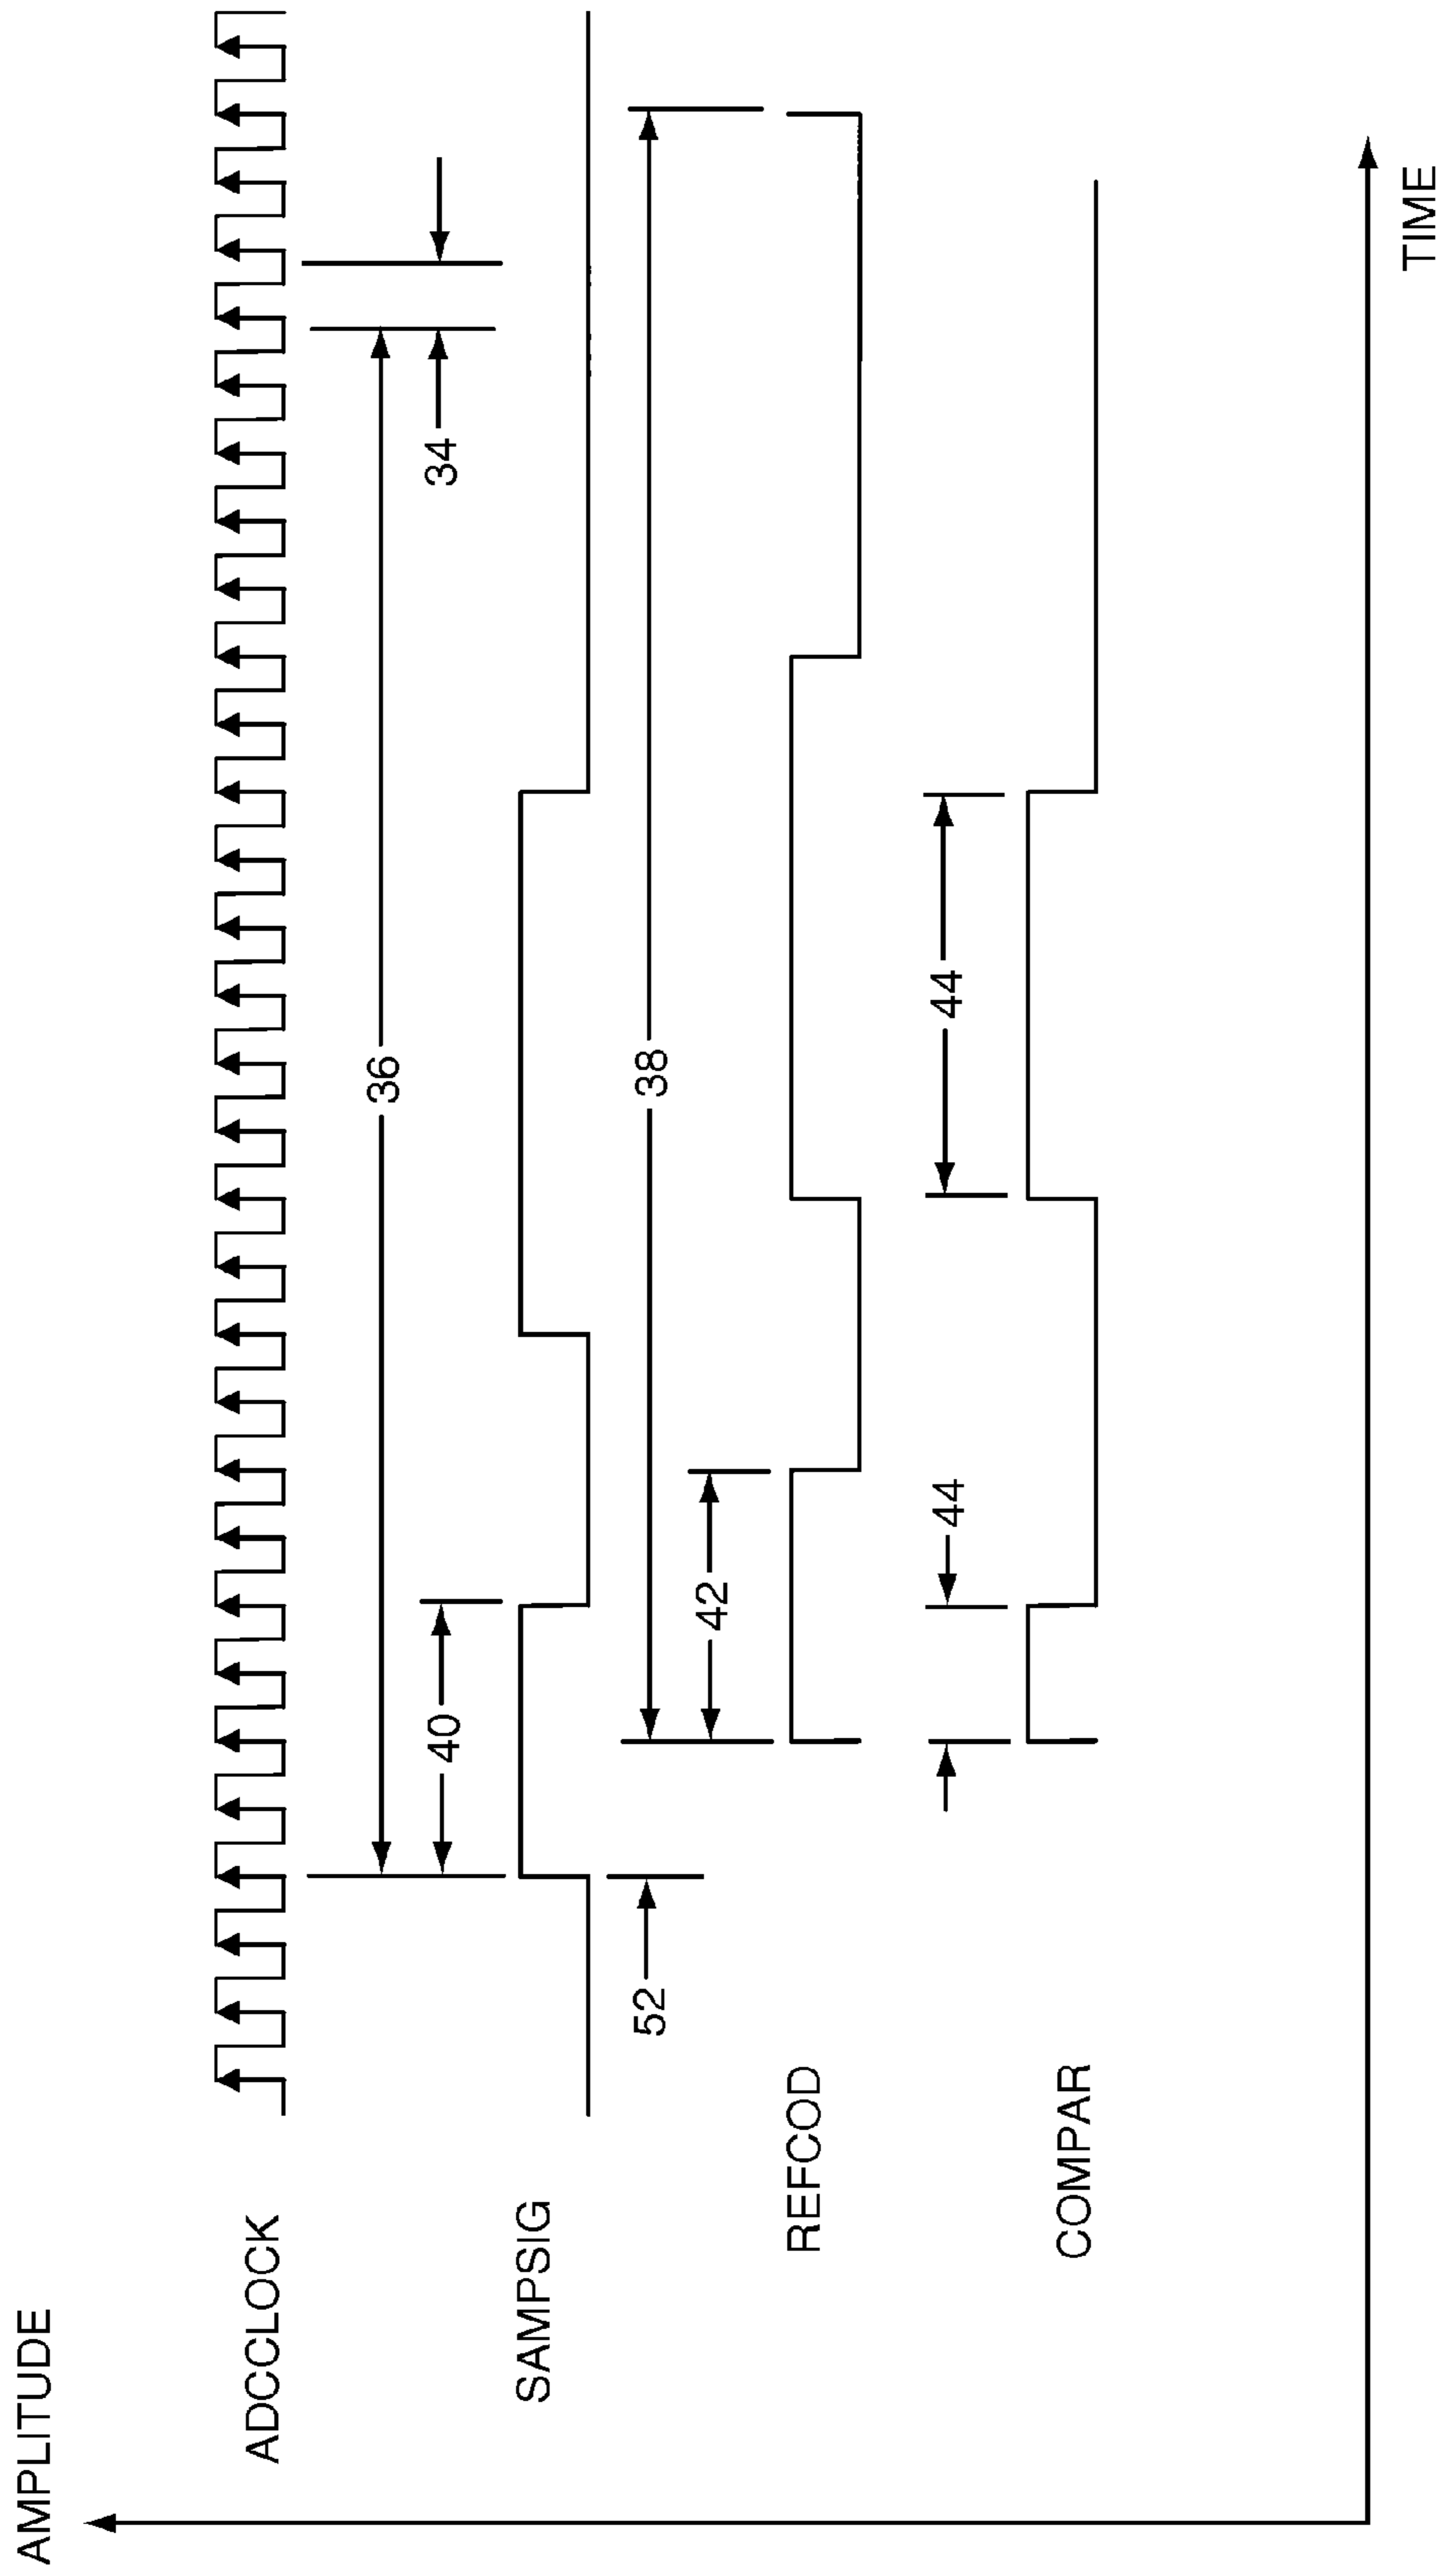 AMPLITUDE
ADCCLOCK
36
34
SAMPSIG
40
52
38
REFCOD
42
COMPAR
44
44
TIME